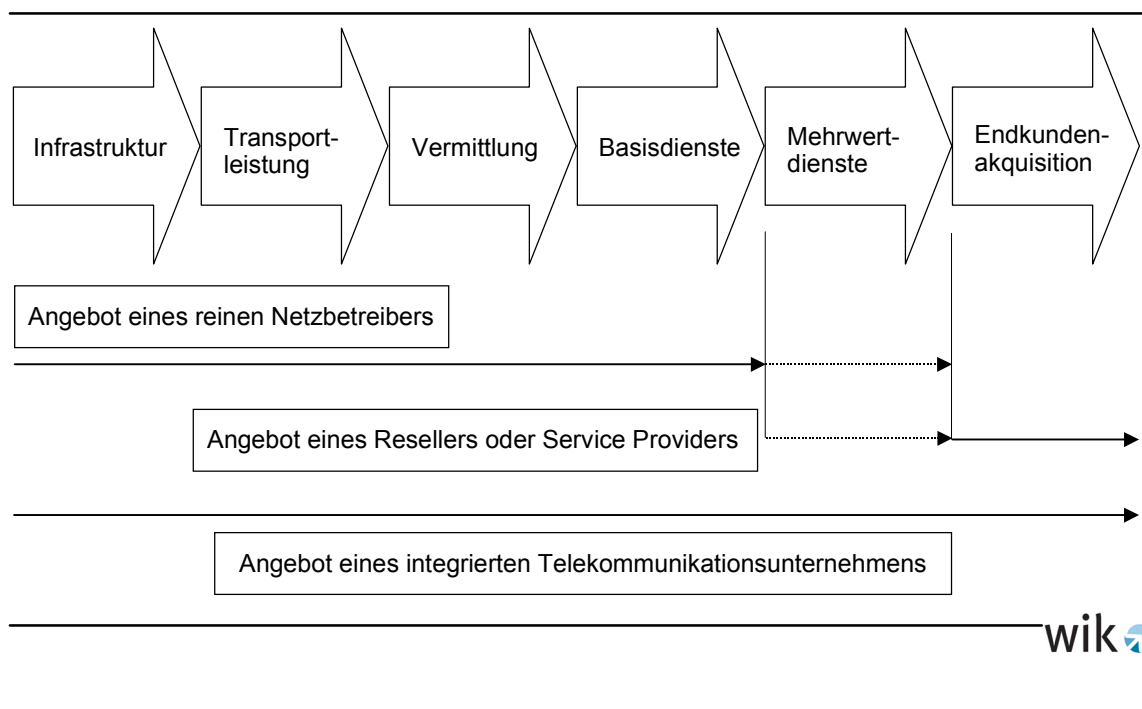 Infrastruktur
Transport-
leistung
Vermittlung
Basisdienste
Mehrwert-
dienste
Endkunden-
akquisition
Angebot eines reinen Netzbetreibers
Angebot eines Resellers oder Service Providers
Angebot eines integrierten Telekommunikationsunternehmens
wik